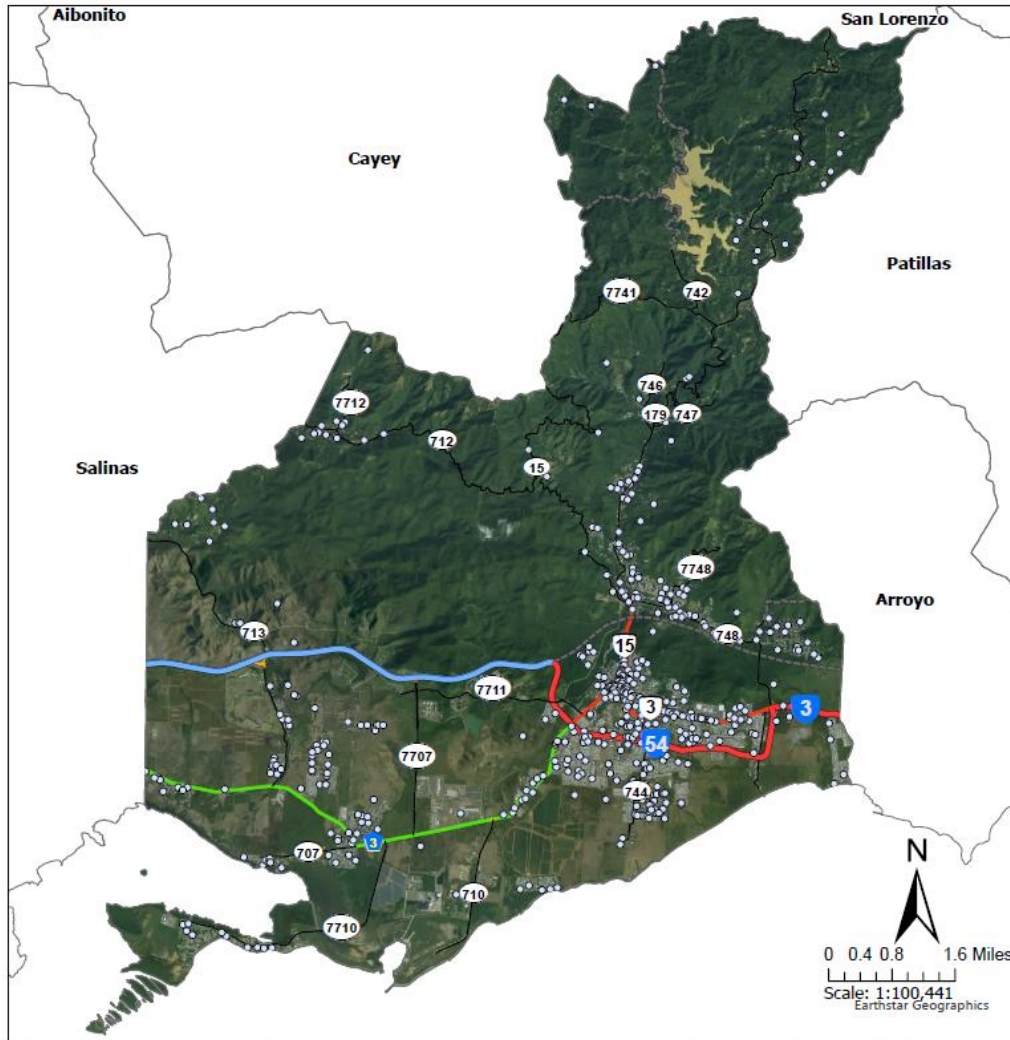 Aibonito
San Lorenzo
Cayey
Patillas
7741
742
746
7712
179
747
712
15
Salinas
7748
Arroyo
713
748
15
7711
3
3
54
7707
744
3
707
710
7710
N
0 0.4 0.8 1.6 Miles
Scale: 1:100,441
Earthstar Geographics